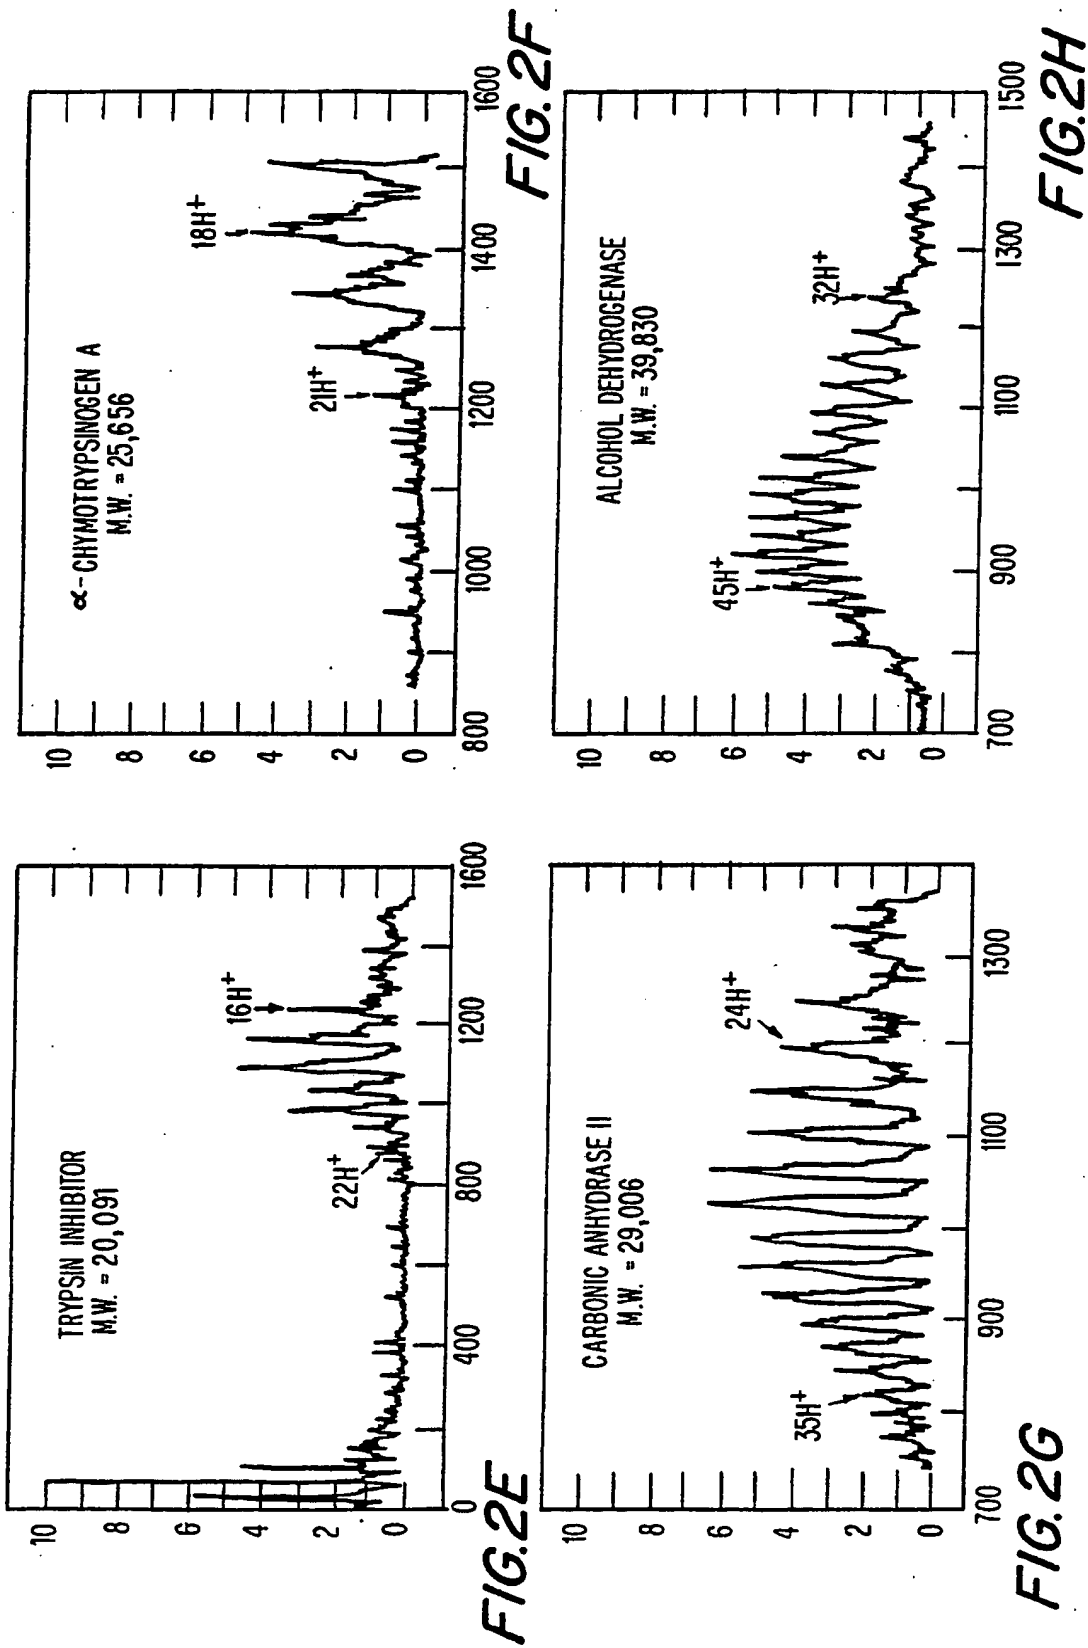 TRYPSIN INHIBITOR
M.W. = 20,091
22H+
16H+
10
8
6
4
2
0
0
400
800
1200
1600
FIG. 2E
α-CHYMOTRYPSINOGEN A
M.W. = 25,656
21H+
18H+
10
8
6
4
2
0
800
1000
1200
1400
1600
FIG. 2F
CARBONIC ANHYDRASE II
M.W. = 29,006
35H+
24H+
10
8
6
4
2
0
700
900
1100
1300
FIG. 2G
ALCOHOL DEHYDROGENASE
M.W. = 39,830
45H+
32H+
10
8
6
4
2
0
700
900
1100
1300
1500
FIG. 2H